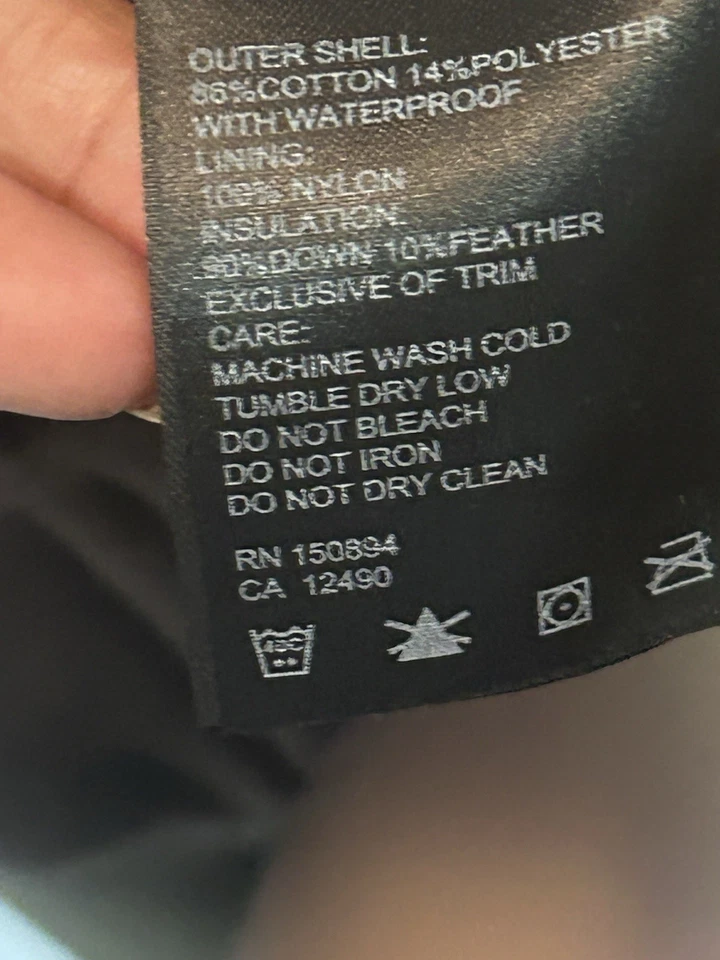 OUTER SHELL:
86%COTTON 14%POLYESTER
WITH WATERPROOF
LINING:
100% NYLON
INSULATION:
90%DOWN 10%FEATHER
EXCLUSIVE OF TRIM
CARE:
MACHINE WASH COLD
TUMBLE DRY LOW
DO NOT BLEACH
DO NOT IRON
DO NOT DRY CLEAN
RN 150894
CA 12490